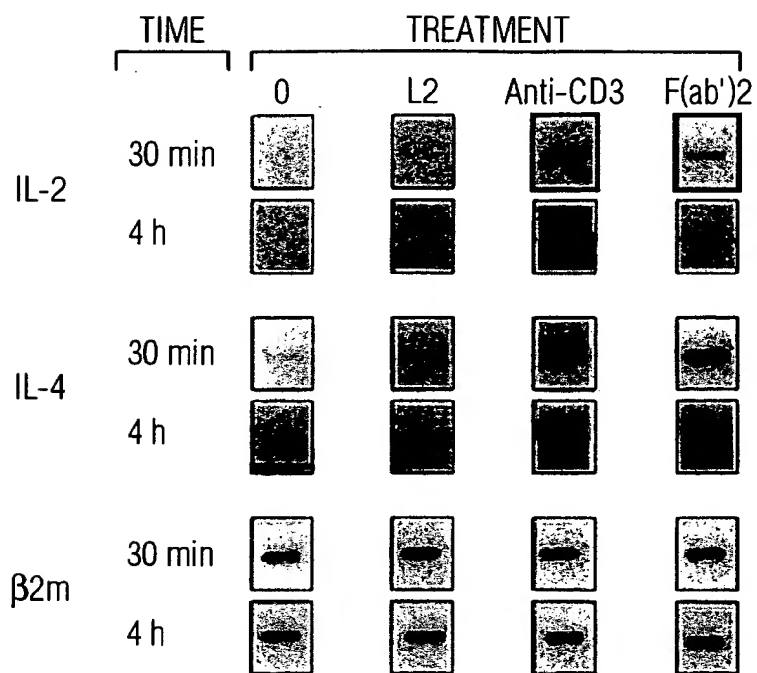 TIME TREATMENT
0 L2 Anti-CD3 F(ab')2
IL-2
30 min
4 h
IL-4
30 min
4 h
β2m
30 min
4 h